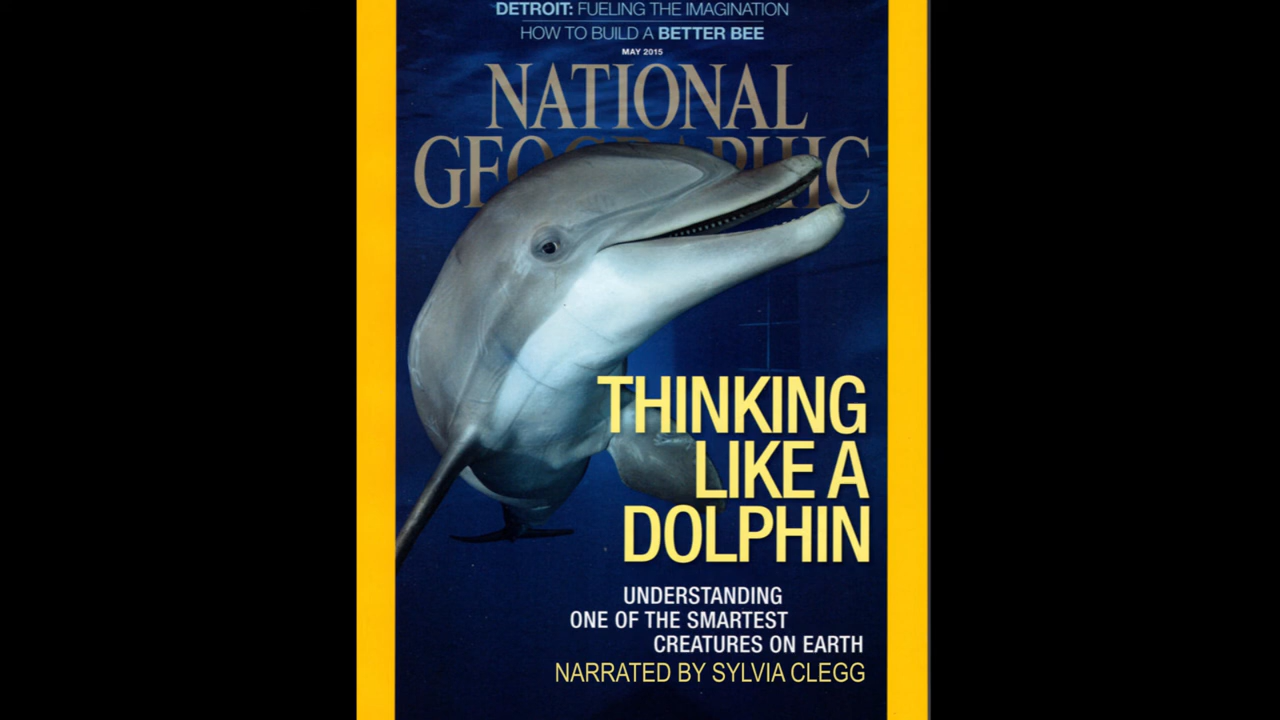 DETROIT: FUELING THE IMAGINATION
HOW TO BUILD A BETTER BEE
MAY 2015
NATIONAL
GEOGRAPHIC
THINKING
LIKE A
DOLPHIN
UNDERSTANDING
ONE OF THE SMARTEST
CREATURES ON EARTH
NARRATED BY SYLVIA CLEGG